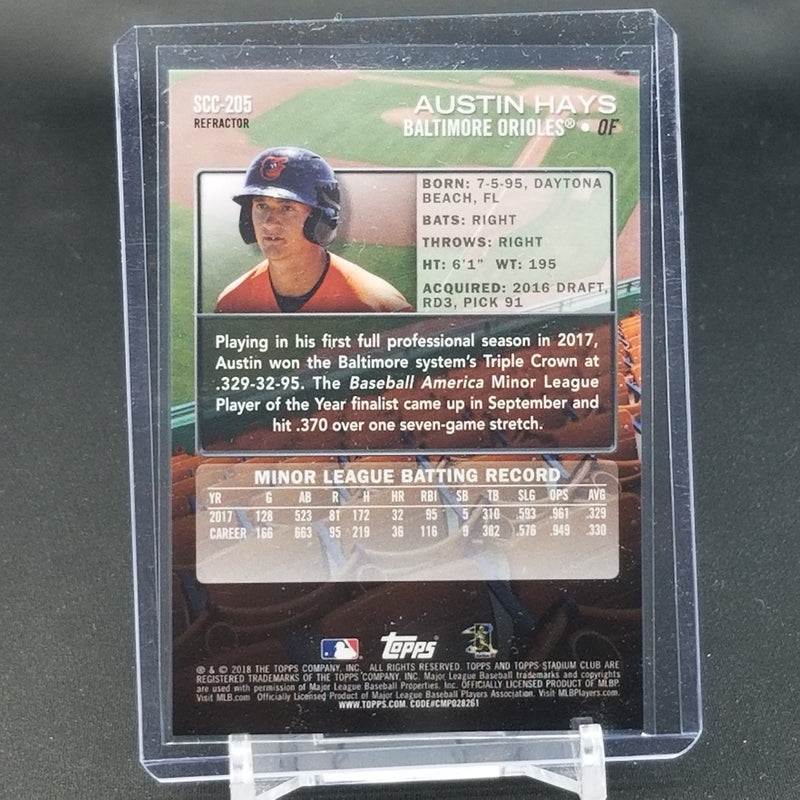 SCC-205
REFRACTOR
AUSTIN HAYS
BALTIMORE ORIOLES® • OF
BORN: 7-5-95, DAYTONA
BEACH, FL
BATS: RIGHT
THROWS: RIGHT
HT: 6'1" WT: 195
ACQUIRED: 2016 DRAFT,
RD3, PICK 91
Playing in his first full professional season in 2017,
Austin won the Baltimore system's Triple Crown at
.329-32-95. The Baseball America Minor League
Player of the Year finalist came up in September and
hit .370 over one seven-game stretch.
MINOR LEAGUE BATTING RECORD
YR G AB R H HR RBI SB TB SLG OPS AVG
2017 128 523 81 172 32 95 5 310 .593 .961 .329
CAREER 166 663 95 219 36 116 9 382 .576 .949 .330
Topps
® & © 2018 THE TOPPS COMPANY, INC. ALL RIGHTS RESERVED. TOPPS AND TOPPS STADIUM CLUB ARE
REGISTERED TRADEMARKS OF THE TOPPS COMPANY, INC. Major League Baseball trademarks and copyrights
are used with permission of Major League Baseball Properties, Inc. OFFICIALLY LICENSED PRODUCT OF MLBP.
Visit MLB.com Officially Licensed Product of Major League Baseball Players Association. Visit MLBPlayers.com.
WWW.TOPPS.COM. CODE#CMP028261